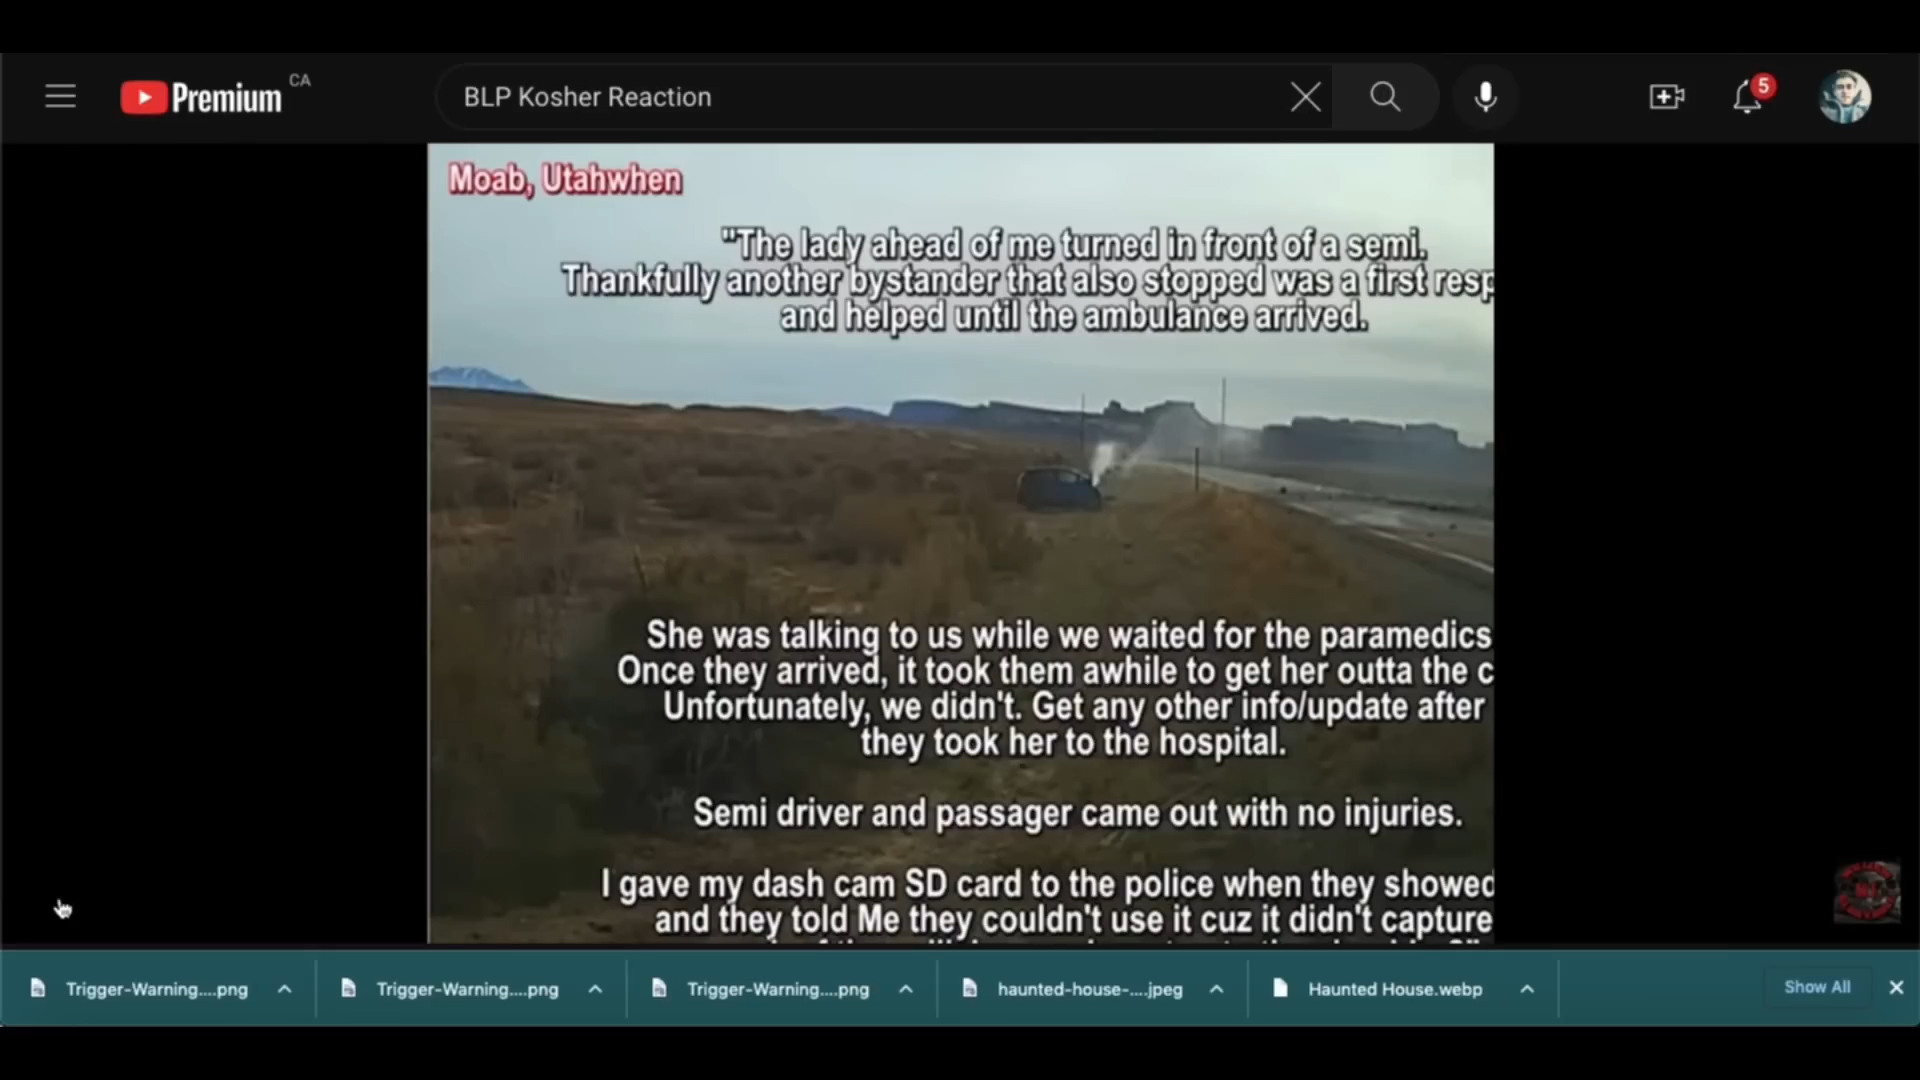 Premium CA
BLP Kosher Reaction
5
Moab, Utahwhen
"The lady ahead of me turned in front of a semi.
Thankfully another bystander that also stopped was a first resp
and helped until the ambulance arrived.
She was talking to us while we waited for the paramedics
Once they arrived, it took them awhile to get her outta the c
Unfortunately, we didn't. Get any other info/update after
they took her to the hospital.
Semi driver and passager came out with no injuries.
I gave my dash cam SD card to the police when they showed
and they told Me they couldn't use it cuz it didn't capture
Trigger-Warning....png
Trigger-Warning....png
Trigger-Warning....png
haunted-house-....jpeg
Haunted House.webp
Show All